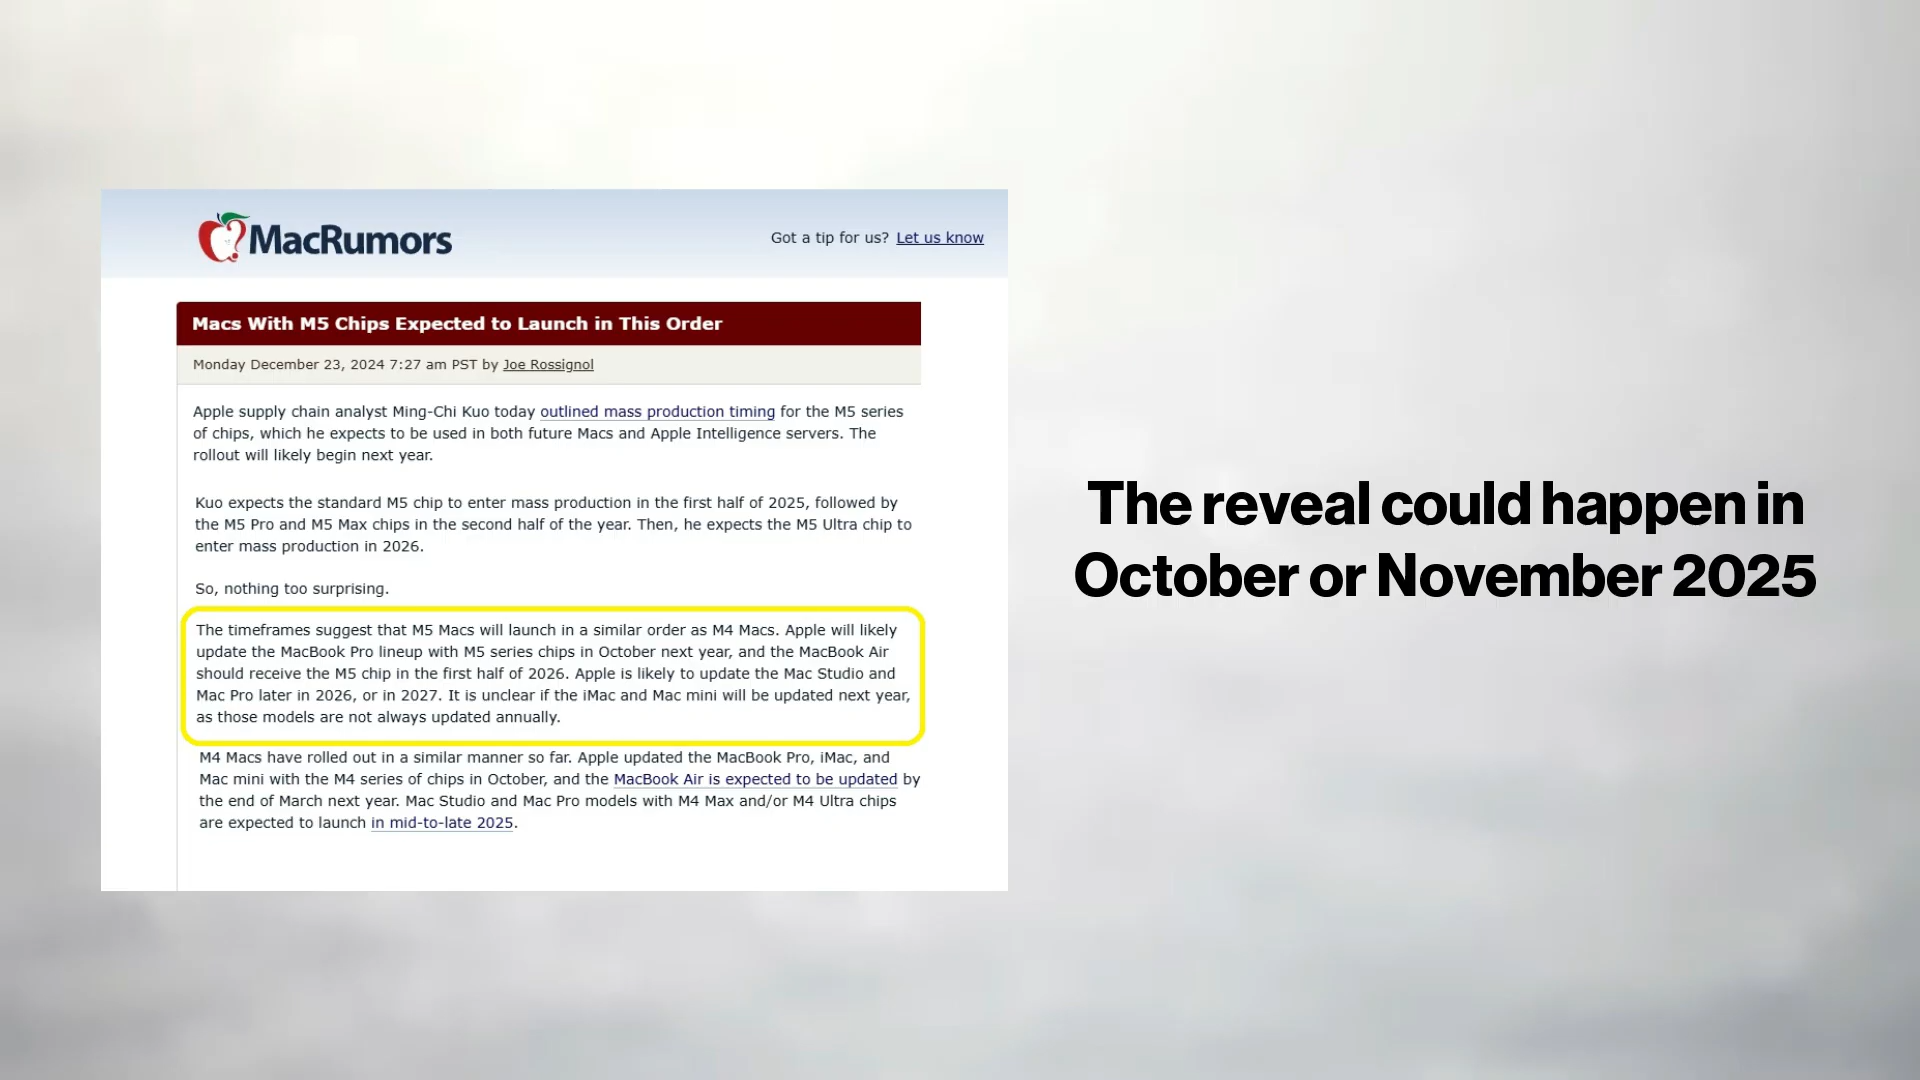 MacRumors
Got a tip for us? Let us know
Macs With M5 Chips Expected to Launch in This Order
Monday December 23, 2024 7:27 am PST by Joe Rossignol
Apple supply chain analyst Ming-Chi Kuo today outlined mass production timing for the M5 series
of chips, which he expects to be used in both future Macs and Apple Intelligence servers. The
rollout will likely begin next year.
Kuo expects the standard M5 chip to enter mass production in the first half of 2025, followed by
the M5 Pro and M5 Max chips in the second half of the year. Then, he expects the M5 Ultra chip to
enter mass production in 2026.
So, nothing too surprising.
The timeframes suggest that M5 Macs will launch in a similar order as M4 Macs. Apple will likely
update the MacBook Pro lineup with M5 series chips in October next year, and the MacBook Air
should receive the M5 chip in the first half of 2026. Apple is likely to update the Mac Studio and
Mac Pro later in 2026, or in 2027. It is unclear if the iMac and Mac mini will be updated next year,
as those models are not always updated annually.
M4 Macs have rolled out in a similar manner so far. Apple updated the MacBook Pro, iMac, and
Mac mini with the M4 series of chips in October, and the MacBook Air is expected to be updated by
the end of March next year. Mac Studio and Mac Pro models with M4 Max and/or M4 Ultra chips
are expected to launch in mid-to-late 2025.
The reveal could happen in
October or November 2025